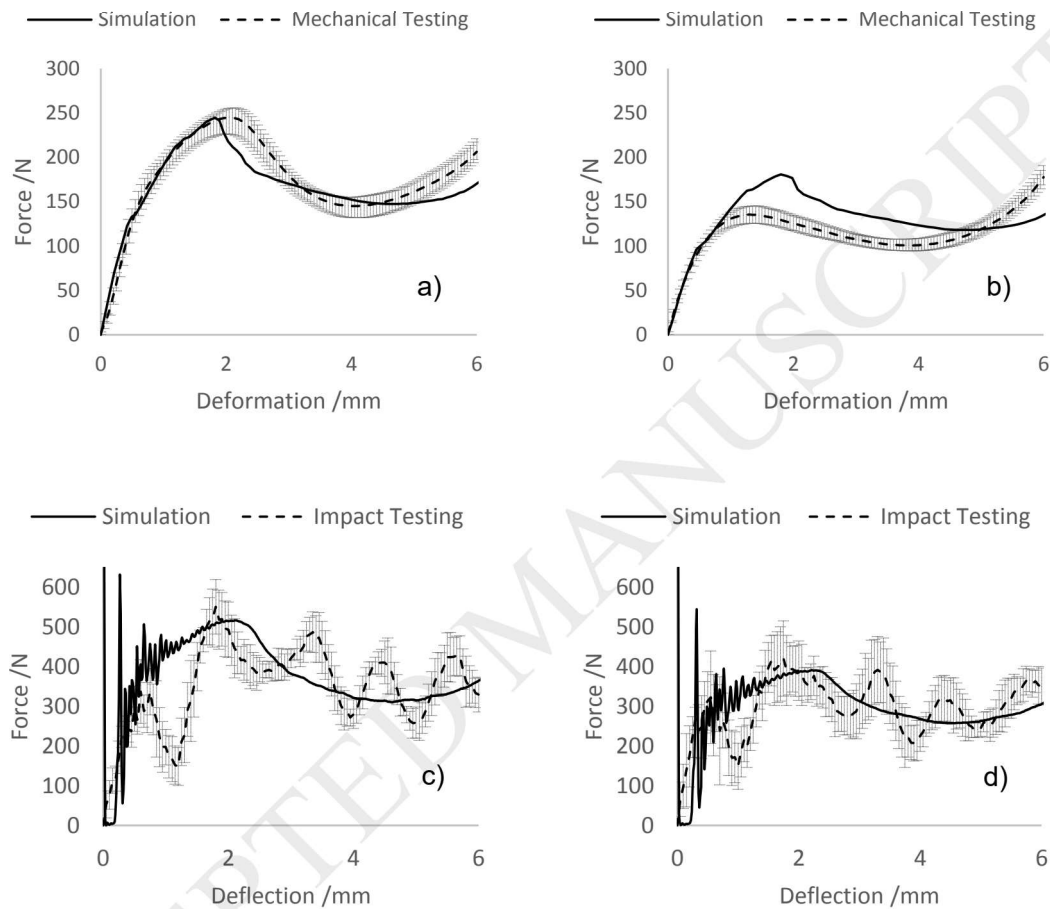 Simulation Mechanical Testing
Simulation Mechanical Testing
300
250
200
150
100
50
0
Force /N
a)
0 2 4 6
Deformation /mm
300
250
200
150
100
50
0
Force /N
b)
0 2 4 6
Deformation /mm
Simulation Impact Testing
Simulation Impact Testing
600
500
400
300
200
100
0
Force /N
c)
0 2 4 6
Deflection /mm
600
500
400
300
200
100
0
Force /N
d)
0 2 4 6
Deflection /mm
EPTED MANUSCRIPT